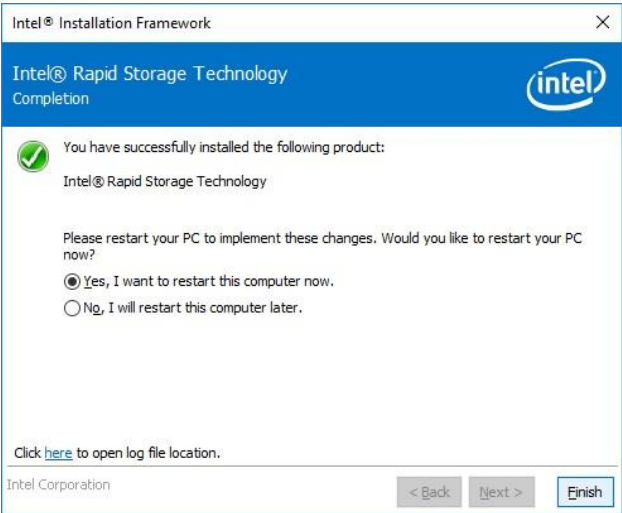 Intel® Installation Framework
Intel® Rapid Storage Technology
Completion
intel
You have successfully installed the following product:
Intel® Rapid Storage Technology
Please restart your PC to implement these changes. Would you like to restart your PC
now?
Yes, I want to restart this computer now.
No, I will restart this computer later.
Click here to open log file location.
Intel Corporation
< Back
Next >
Finish